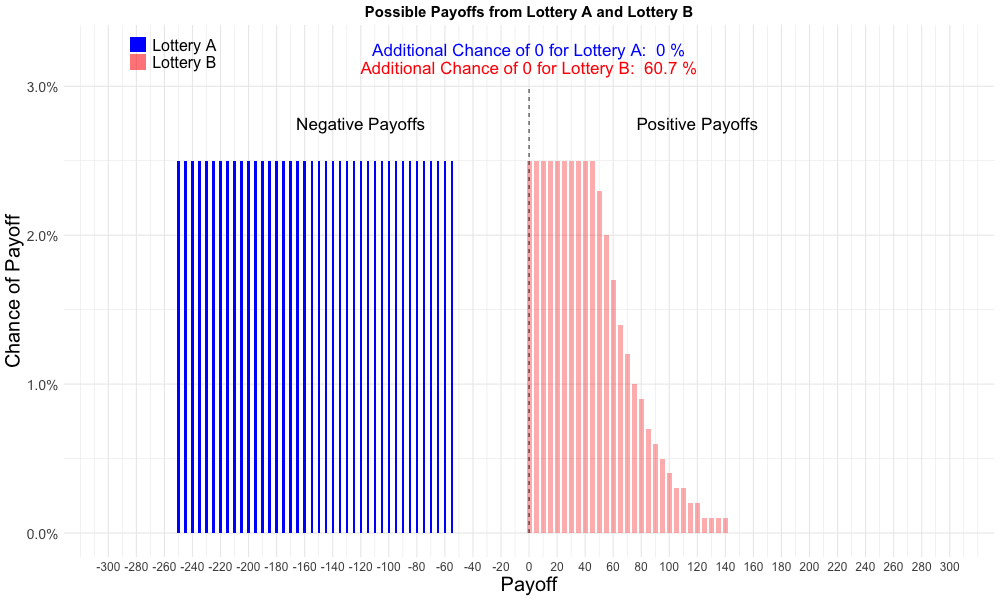 Possible Payoffs from Lottery A and Lottery B
Lottery A
Lottery B
Additional Chance of 0 for Lottery A:  0 %
Additional Chance of 0 for Lottery B:  60.7 %
Negative Payoffs
Positive Payoffs
Chance of Payoff
3.0%
2.0%
1.0%
0.0%
-300 -280 -260 -240 -220 -200 -180 -160 -140 -120 -100 -80 -60 -40 -20 0 20 40 60 80 100 120 140 160 180 200 220 240 260 280 300
Payoff